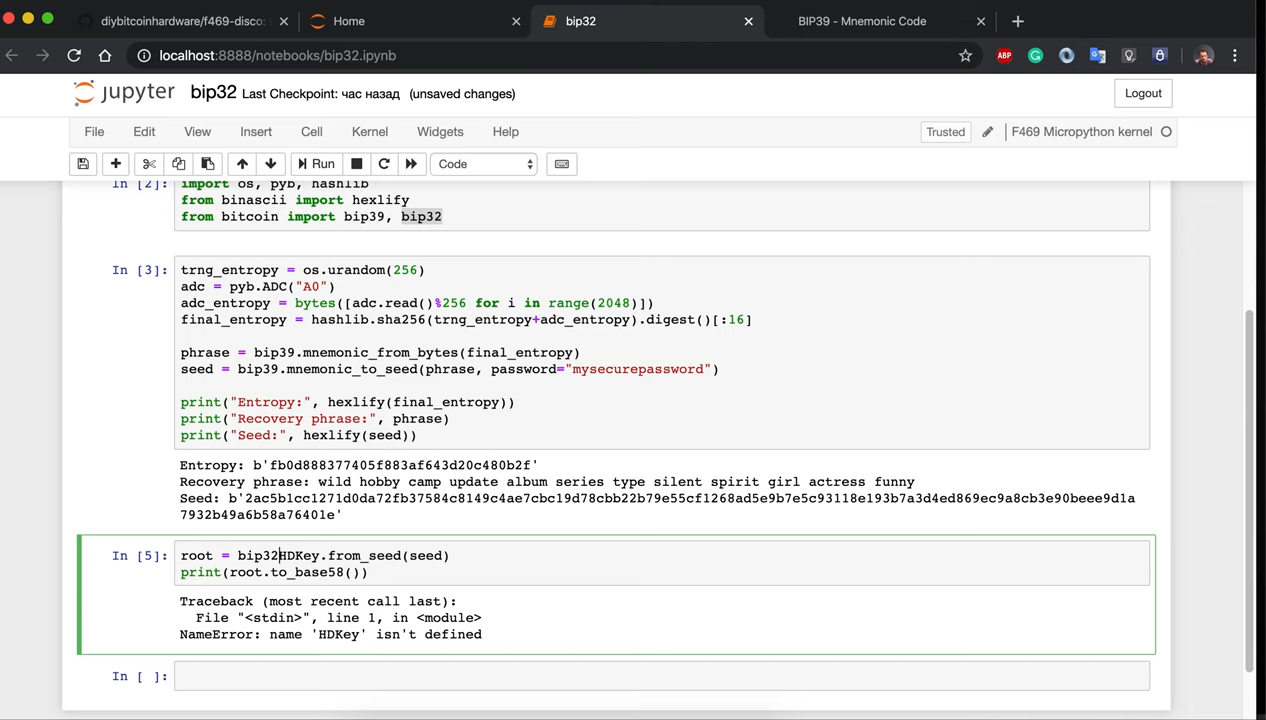 diybitcoinhardware/f469-disco:
Home
bip32
BIP39 - Mnemonic Code
localhost:8888/notebooks/bip32.ipynb
ABP
jupyter bip32 Last Checkpoint: час назад (unsaved changes)
Logout
File Edit View Insert Cell Kernel Widgets Help
Trusted
F469 Micropython kernel
Run
Code
In [2]:
import os, pyb, hashlib
from binascii import hexlify
from bitcoin import bip39, bip32
In [3]:
trng_entropy = os.urandom(256)
adc = pyb.ADC("A0")
adc_entropy = bytes([adc.read()%256 for i in range(2048)])
final_entropy = hashlib.sha256(trng_entropy+adc_entropy).digest()[:16]
phrase = bip39.mnemonic_from_bytes(final_entropy)
seed = bip39.mnemonic_to_seed(phrase, password="mysecurepassword")
print("Entropy:", hexlify(final_entropy))
print("Recovery phrase:", phrase)
print("Seed:", hexlify(seed))
Entropy: b'fb0d888377405f883af643d20c480b2f'
Recovery phrase: wild hobby camp update album series type silent spirit girl actress funny
Seed: b'2ac5b1cc1271d0da72fb37584c8149c4ae7cbc19d78cbb22b79e55cf1268ad5e9b7e5c93118e193b7a3d4ed869ec9a8cb3e90beee9d1a
7932b49a6b58a76401e'
In [5]:
root = bip32HDKey.from_seed(seed)
print(root.to_base58())
Traceback (most recent call last):
File "<stdin>", line 1, in <module>
NameError: name 'HDKey' isn't defined
In [ ]: